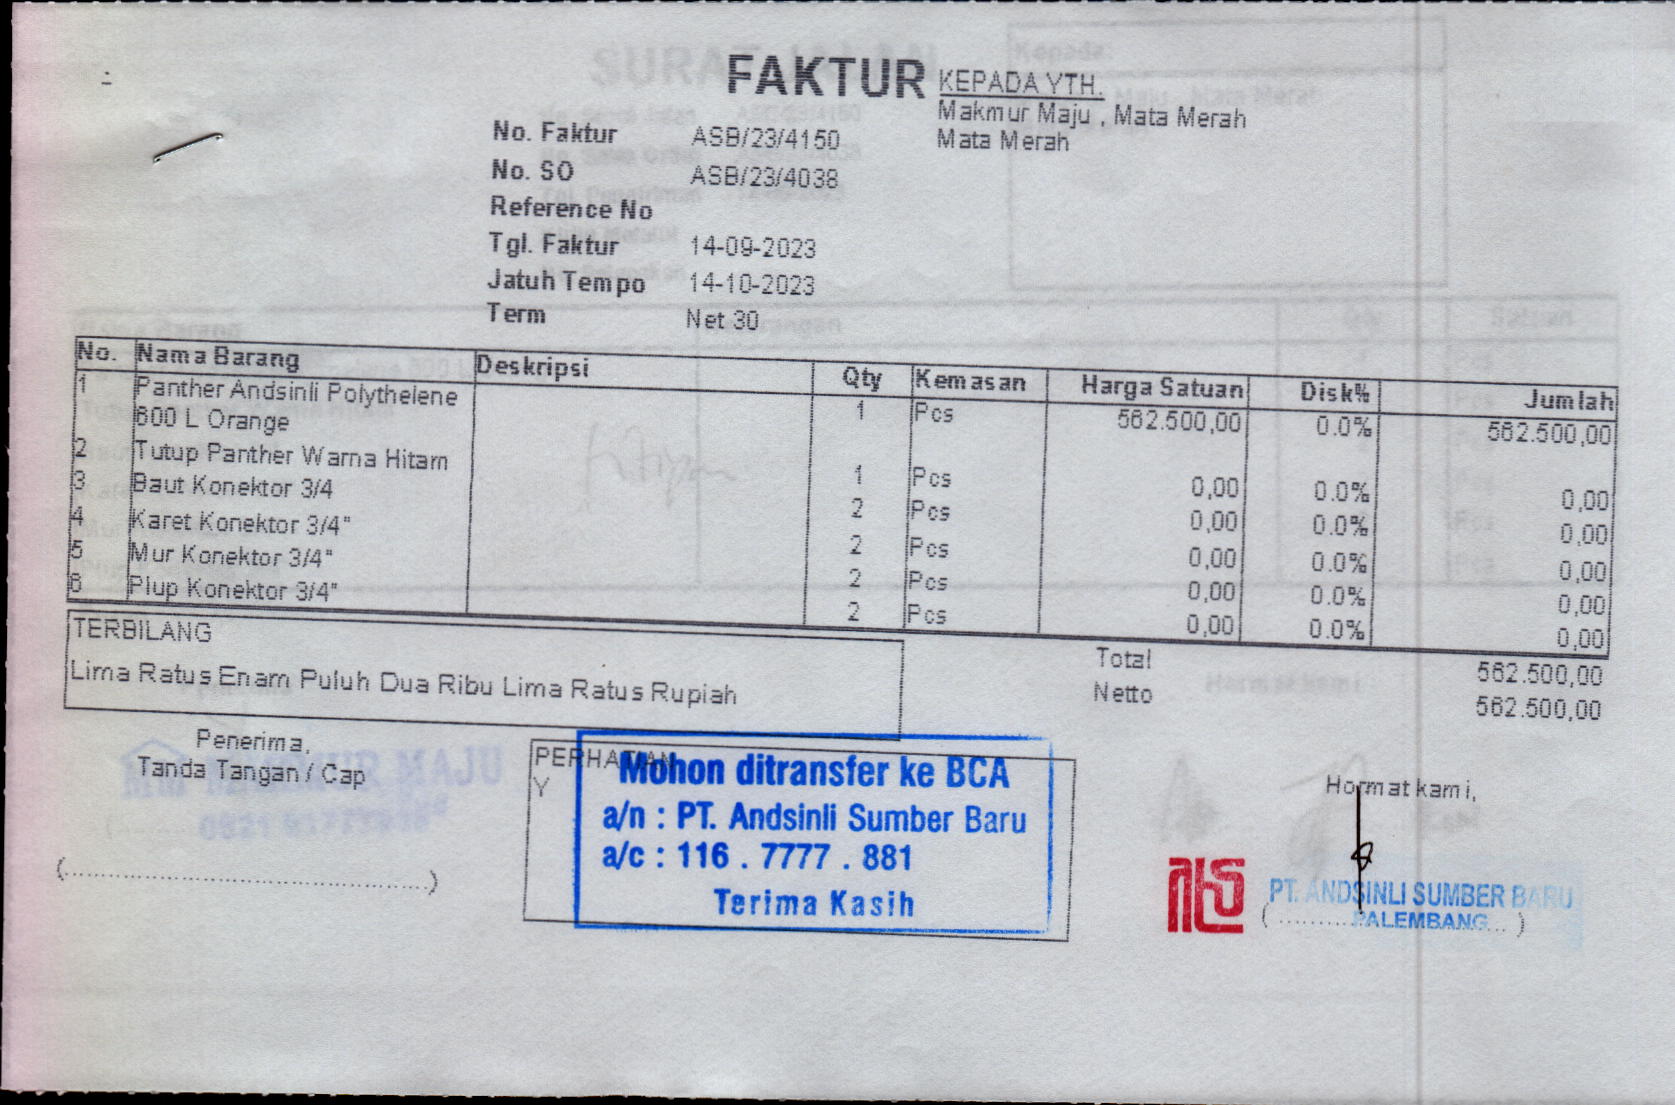 FAKTUR
KEPADA YTH.
Makmur Maju , Mata Merah
Mata Merah
No. Faktur ASB/23/4150
No. SO ASB/23/4038
Reference No
Tgl. Faktur 14-09-2023
Jatuh Tempo 14-10-2023
Term Net 30
No. Nama Barang Deskripsi Qty Kemasan Harga Satuan Disk% Jumlah
1 Panther Andsinli Polythelene 1 Pcs 562.500,00 0.0% 562.500,00
600 L Orange
2 Tutup Panther Warna Hitam 1 Pcs 0,00 0.0% 0,00
3 Baut Konektor 3/4 2 Pcs 0,00 0.0% 0,00
4 Karet Konektor 3/4" 2 Pcs 0,00 0.0% 0,00
5 Mur Konektor 3/4" 2 Pcs 0,00 0.0% 0,00
6 Plup Konektor 3/4" 2 Pcs 0,00 0.0% 0,00
TERBILANG
Lima Ratus Enam Puluh Dua Ribu Lima Ratus Rupiah
Total 562.500,00
Netto 562.500,00
Penerima,
Tanda Tangan / Cap
MAKMUR MAJU
PERHATIAN
Y
Mohon ditransfer ke BCA
a/n : PT. Andsinli Sumber Baru
a/c : 116 . 7777 . 881
Terima Kasih
Hormat kami,
PT. ANDSINLI SUMBER BARU
PALEMBANG